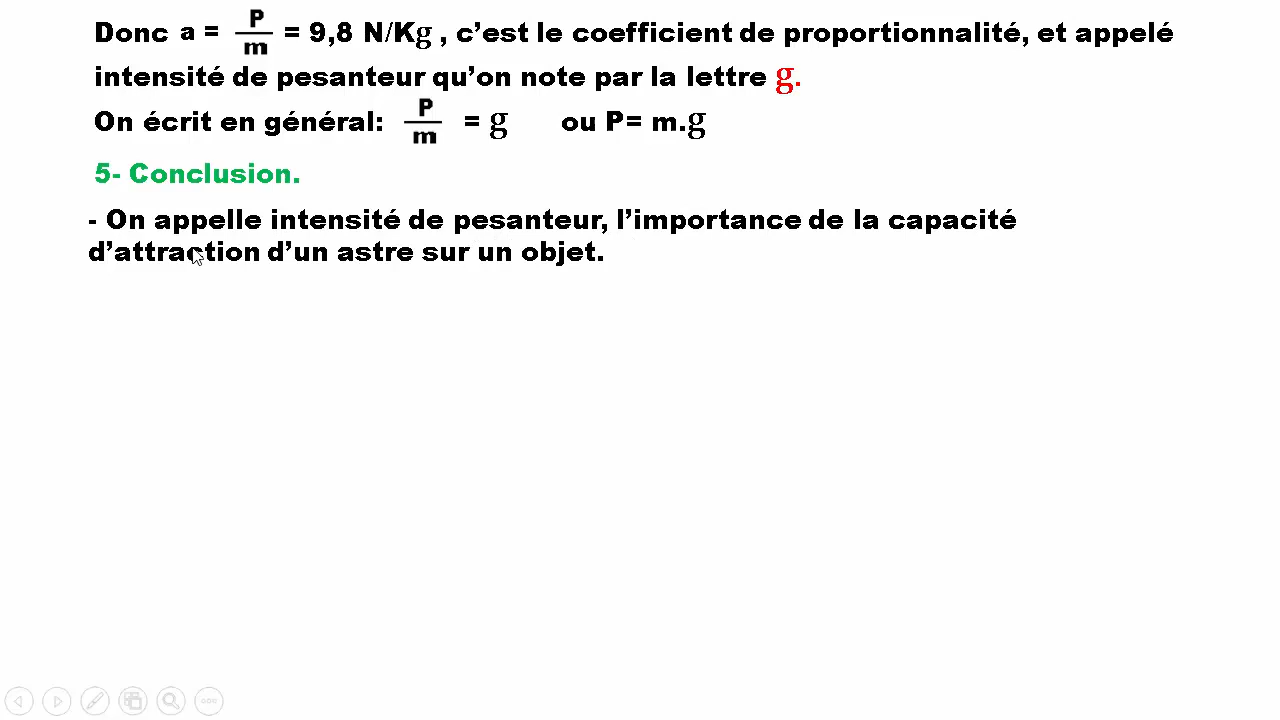 Donc a = P/m = 9,8 N/Kg , c’est le coefficient de proportionnalité, et appelé
intensité de pesanteur qu’on note par la lettre g.
On écrit en général: P/m = g ou P= m.g
5- Conclusion.
- On appelle intensité de pesanteur, l’importance de la capacité
d’attraction d’un astre sur un objet.